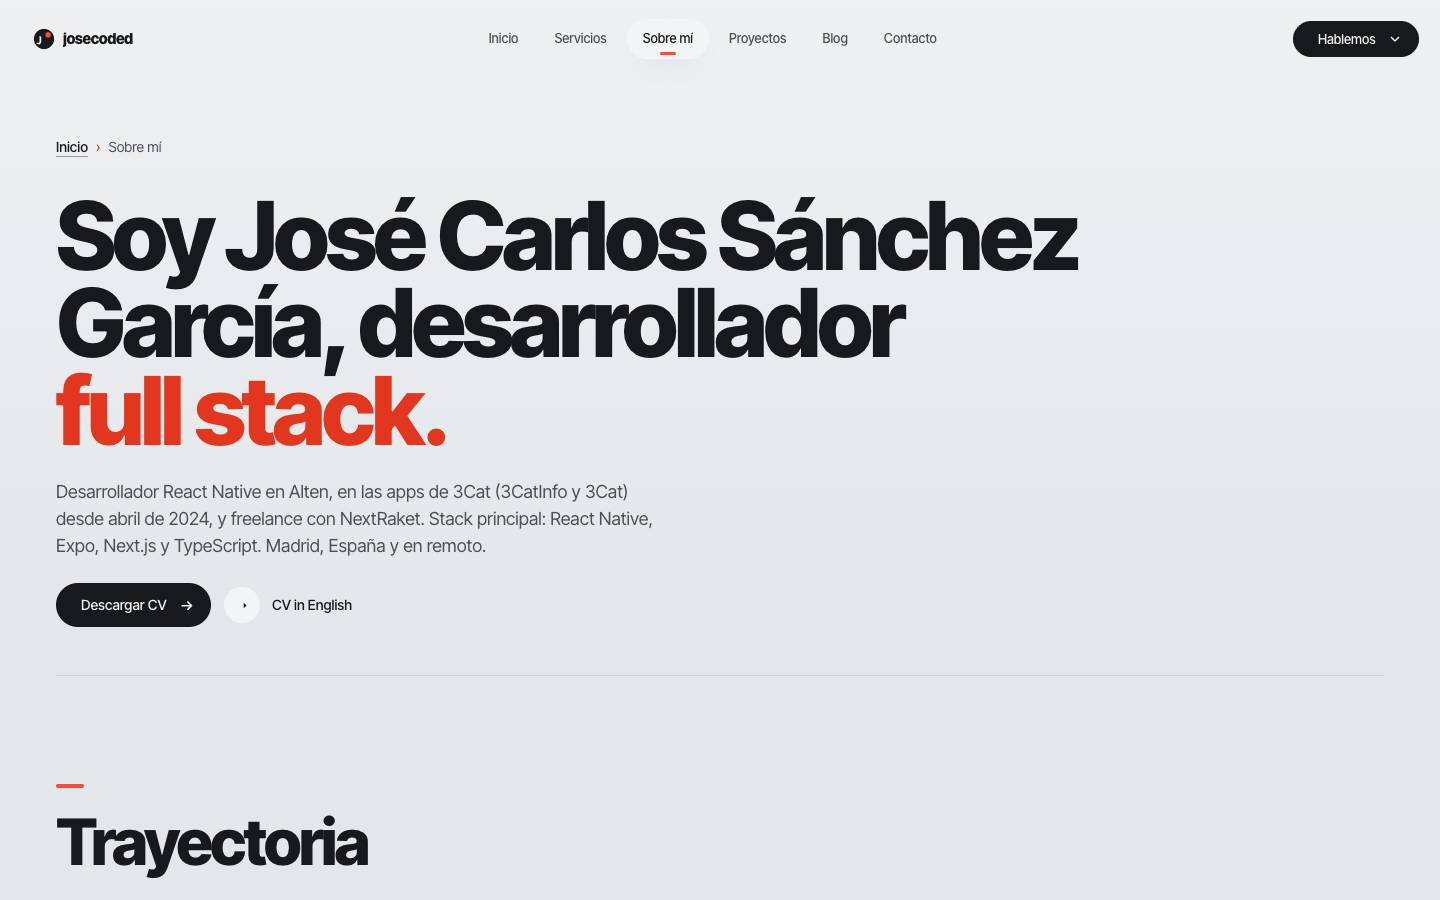 josecoded
Inicio
Servicios
Sobre mí
Proyectos
Blog
Contacto
Hablemos
Inicio › Sobre mí
Soy José Carlos Sánchez
García, desarrollador
full stack.
Desarrollador React Native en Alten, en las apps de 3Cat (3CatInfo y 3Cat)
desde abril de 2024, y freelance con NextRaket. Stack principal: React Native,
Expo, Next.js y TypeScript. Madrid, España y en remoto.
Descargar CV →
CV in English
Trayectoria